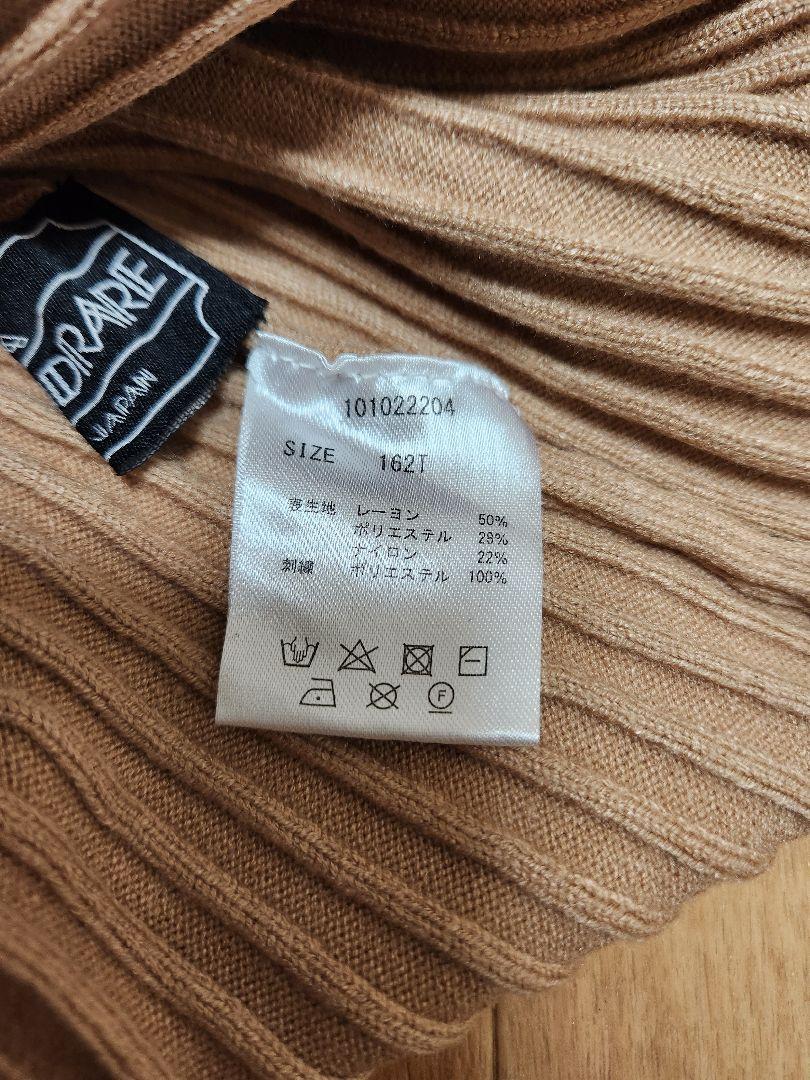 DRARE
JAPAN
101022204
SIZE 162T
表生地 レーヨン 50%
ポリエステル 29%
ナイロン 22%
刺繍 ポリエステル 100%
F